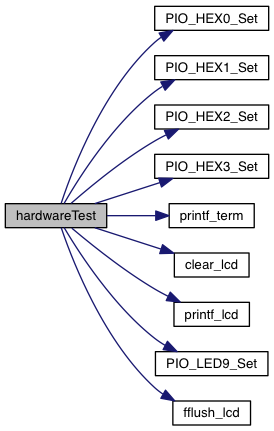 PIO_HEX0_Set
PIO_HEX1_Set
PIO_HEX2_Set
PIO_HEX3_Set
hardwareTest
printf_term
clear_lcd
printf_lcd
PIO_LED9_Set
fflush_lcd